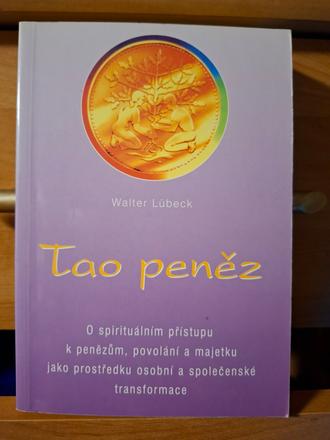 Walter Lübeck
Tao peněz
O spirituálním přístupu
k penězům, povolání a majetku
jako prostředku osobní a společenské
transformace